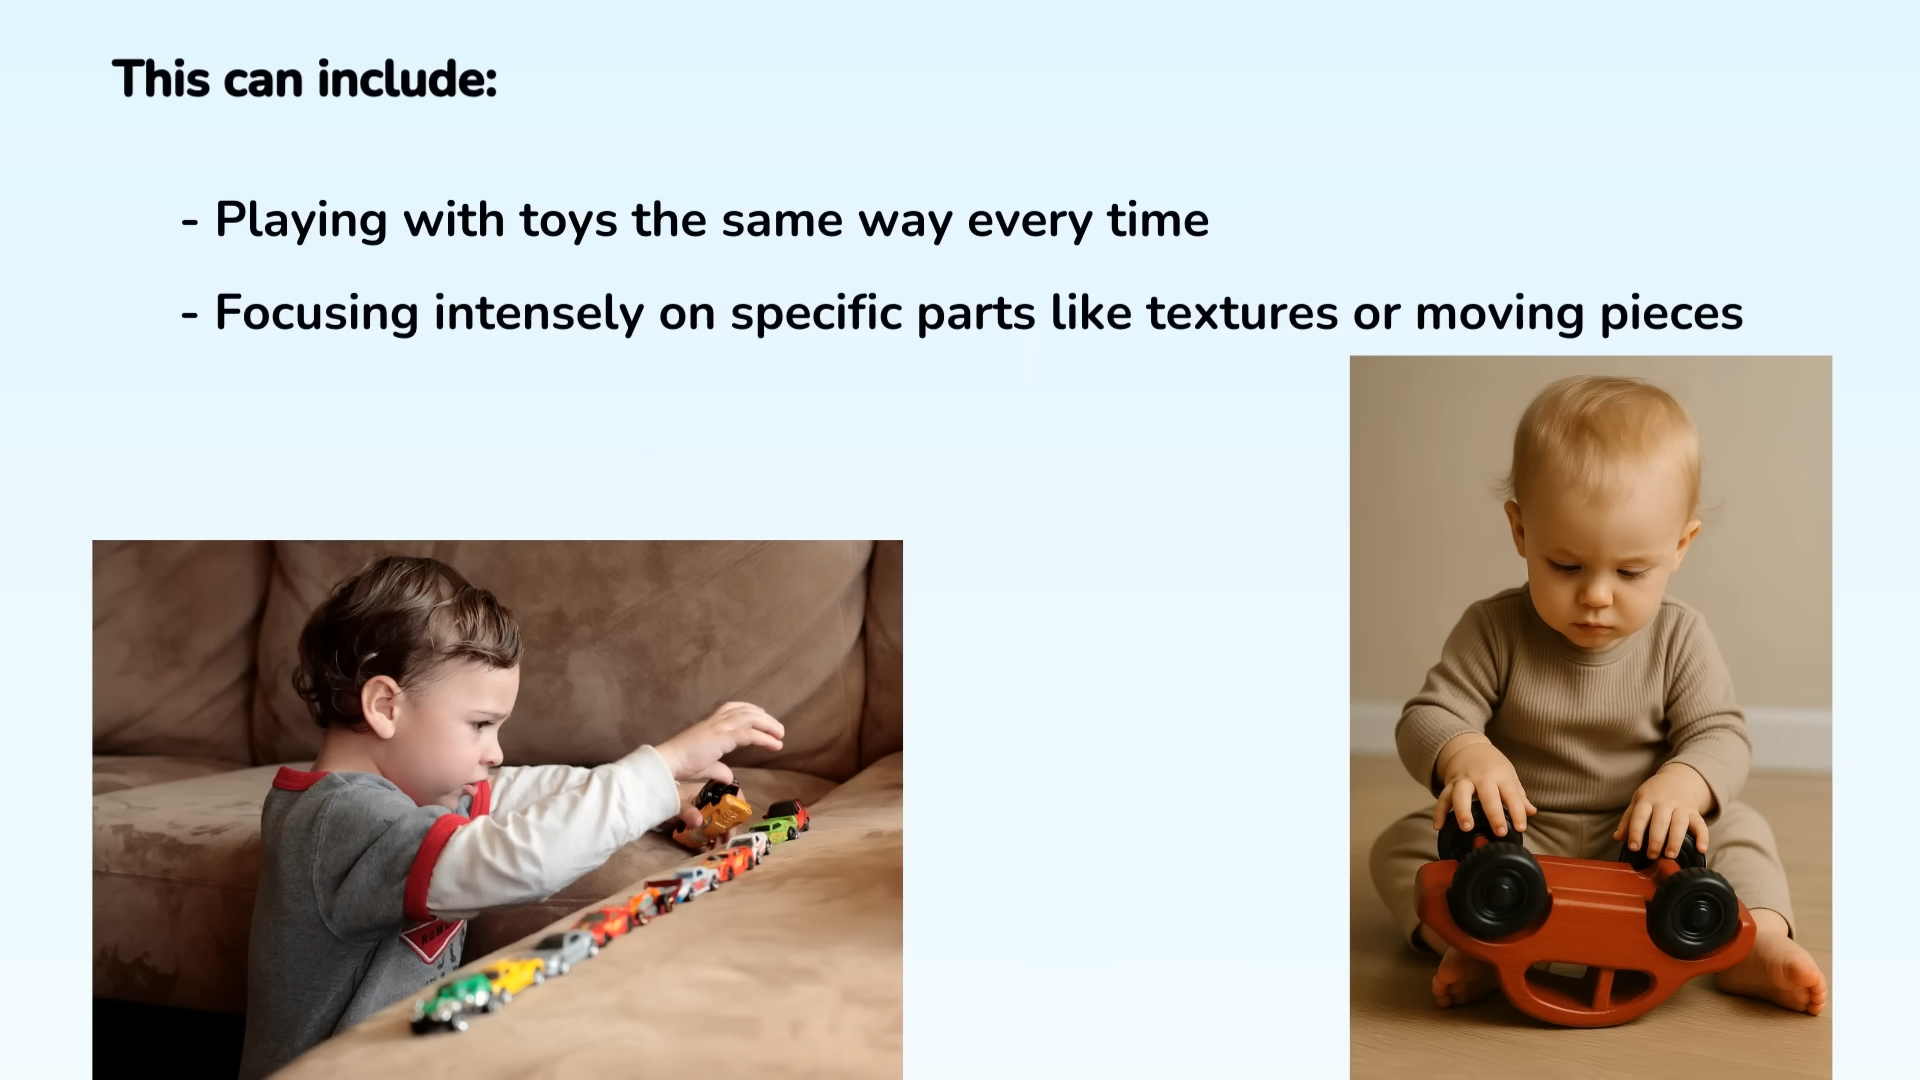 This can include:
- Playing with toys the same way every time
- Focusing intensely on specific parts like textures or moving pieces